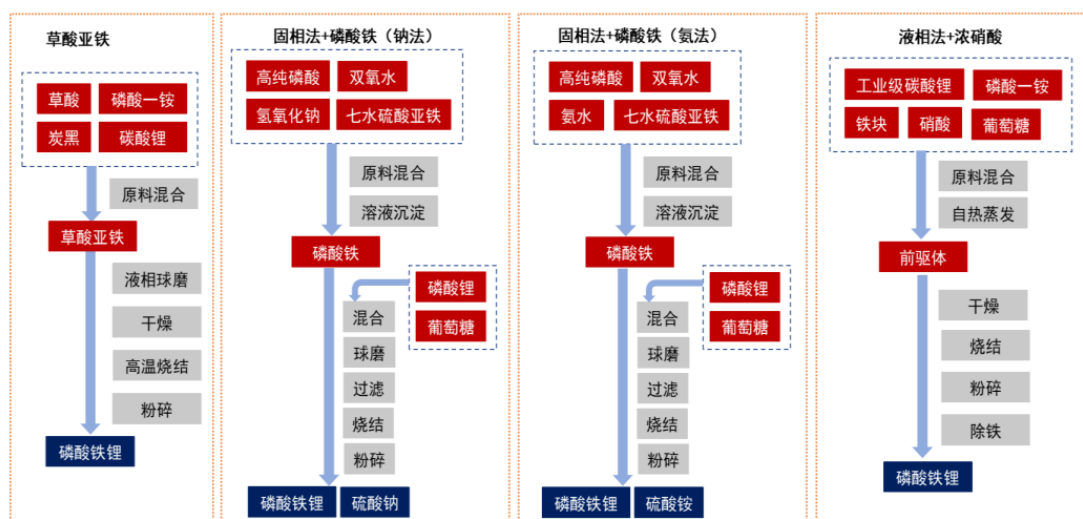 草酸亚铁
草酸
磷酸一铵
炭黑
碳酸锂
原料混合
草酸亚铁
液相球磨
干燥
高温烧结
粉碎
磷酸铁锂
固相法+磷酸铁（钠法）
高纯磷酸
双氧水
氢氧化钠
七水硫酸亚铁
原料混合
溶液沉淀
磷酸铁
磷酸锂
葡萄糖
混合
球磨
过滤
烧结
粉碎
磷酸铁锂
硫酸钠
固相法+磷酸铁（氨法）
高纯磷酸
双氧水
氨水
七水硫酸亚铁
原料混合
溶液沉淀
磷酸铁
磷酸锂
葡萄糖
混合
球磨
过滤
烧结
粉碎
磷酸铁锂
硫酸铵
液相法+浓硝酸
工业级碳酸锂
磷酸一铵
铁块
硝酸
葡萄糖
原料混合
自热蒸发
前驱体
干燥
烧结
粉碎
除铁
磷酸铁锂